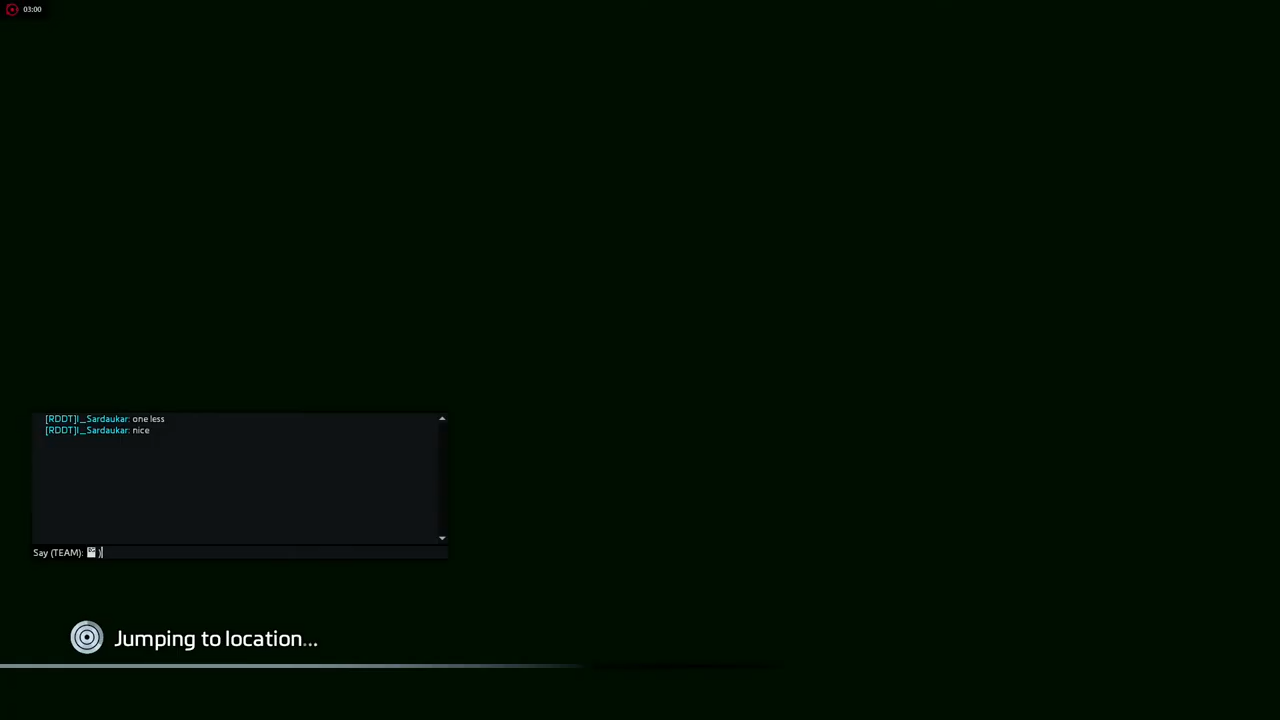 03:00
[RDDT]I_Sardaukar: one less
[RDDT]I_Sardaukar: nice
Say (TEAM): )
Jumping to location...